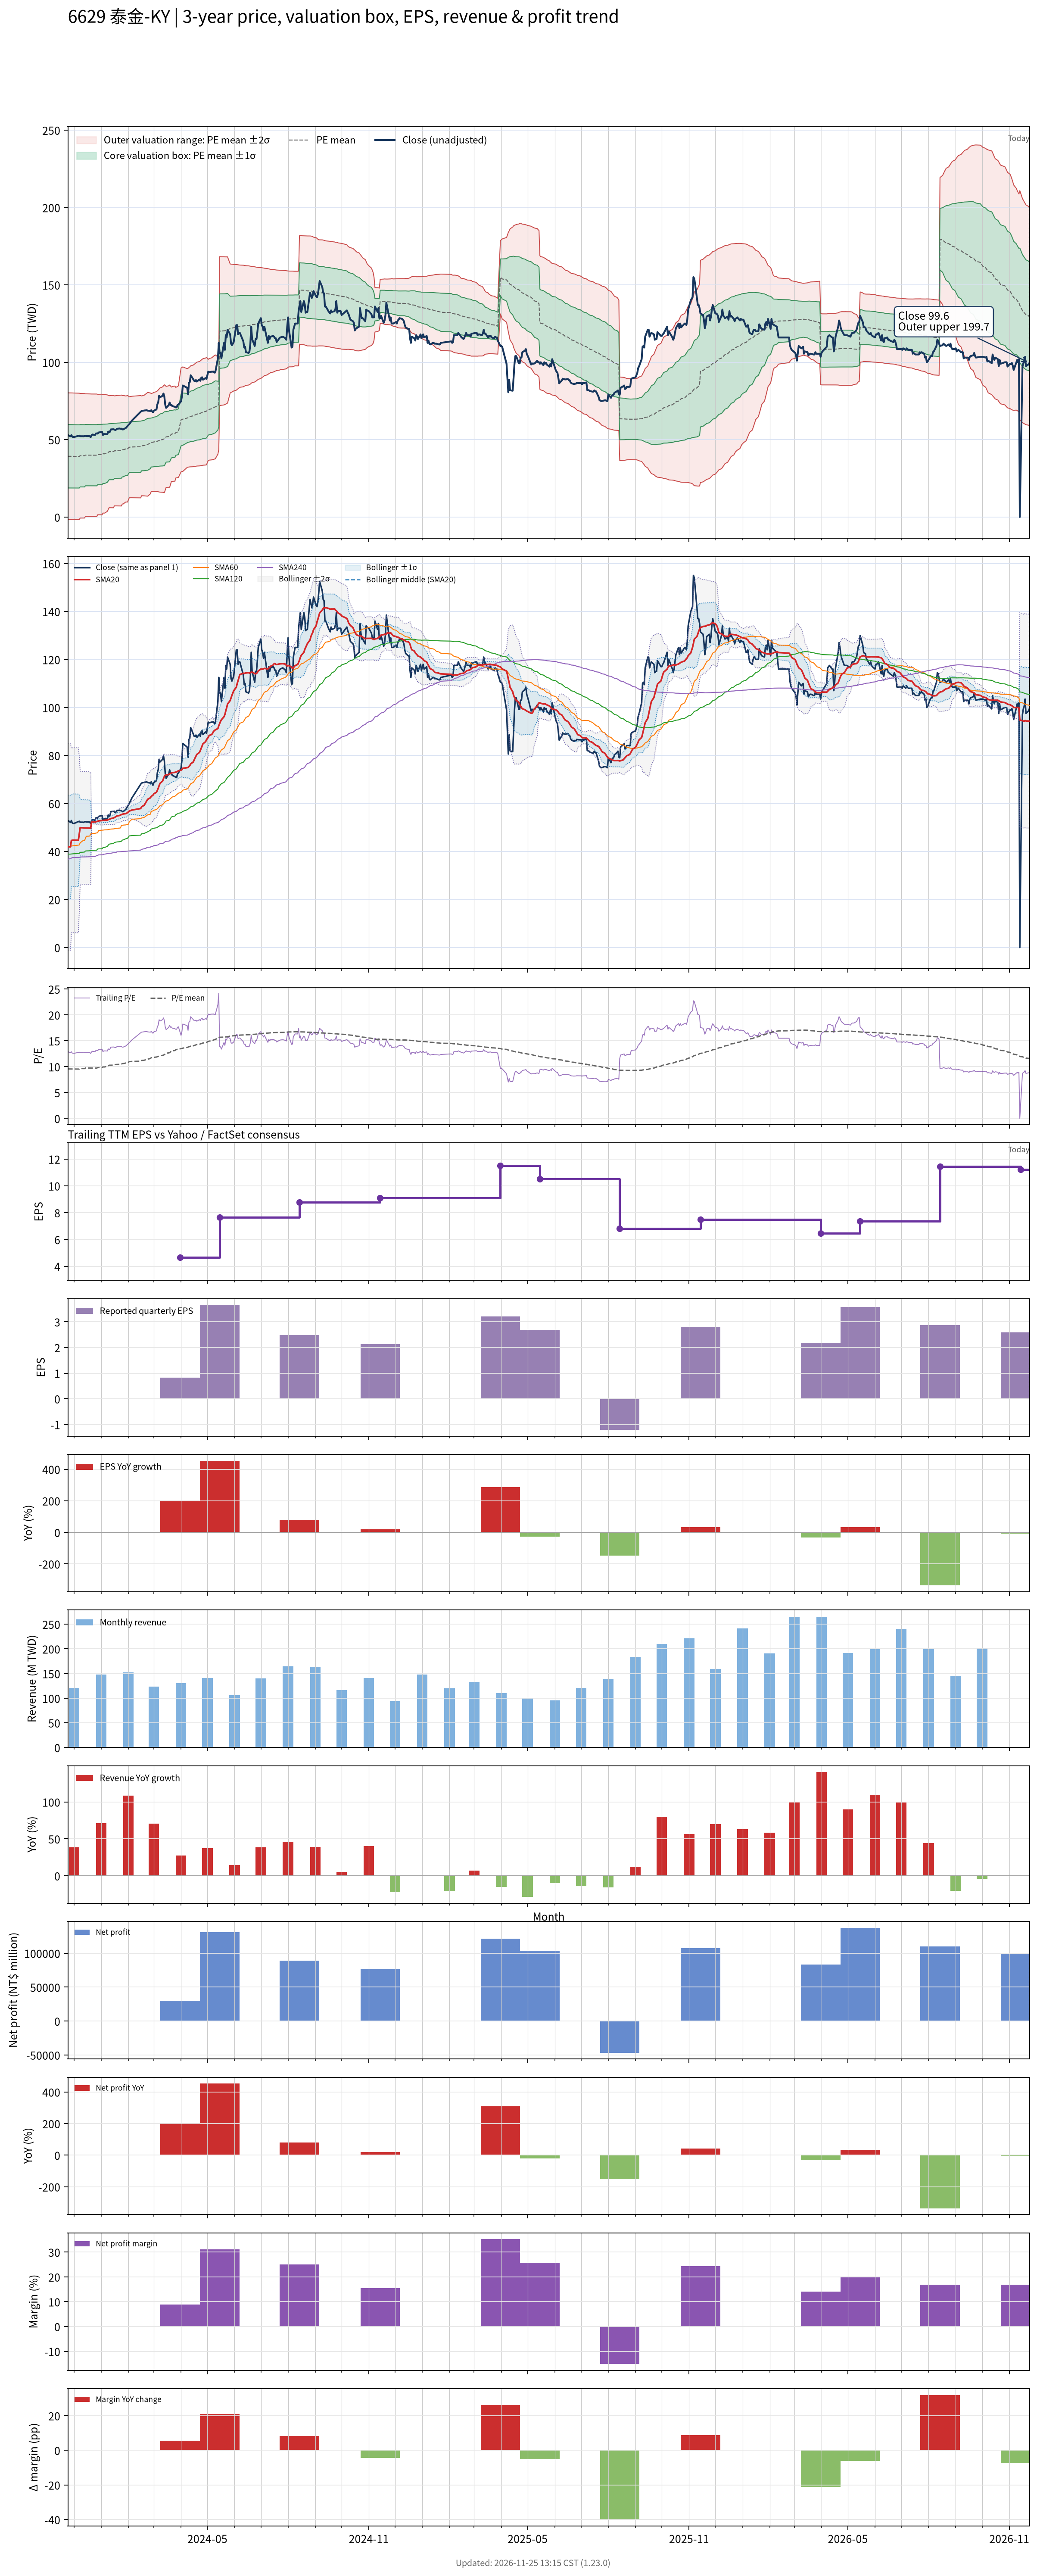 6629 泰金-KY | 3-year price, valuation box, EPS, revenue & profit trend
Outer valuation range: PE mean ±2σ
Core valuation box: PE mean ±1σ
PE mean
Close (unadjusted)
Today
Close 99.6
Outer upper 199.7
Price (TWD)
250
200
150
100
50
0
Close (same as panel 1)
SMA20
SMA60
SMA120
SMA240
Bollinger ±2σ
Bollinger ±1σ
Bollinger middle (SMA20)
Price
160
140
120
100
80
60
40
20
0
Trailing P/E
P/E mean
P/E
25
20
15
10
5
0
Trailing TTM EPS vs Yahoo / FactSet consensus
Today
EPS
12
10
8
6
4
Reported quarterly EPS
EPS
3
2
1
0
-1
EPS YoY growth
YoY (%)
400
200
0
-200
Monthly revenue
Revenue (M TWD)
250
200
150
100
50
0
Revenue YoY growth
YoY (%)
100
50
0
Month
Net profit
Net profit (NT$ million)
100000
50000
0
-50000
Net profit YoY
YoY (%)
400
200
0
-200
Net profit margin
Margin (%)
30
20
10
0
-10
Margin YoY change
Δ margin (pp)
20
0
-20
-40
2024-05
2024-11
2025-05
2025-11
2026-05
2026-11
Updated: 2026-11-25 13:15 CST (1.23.0)